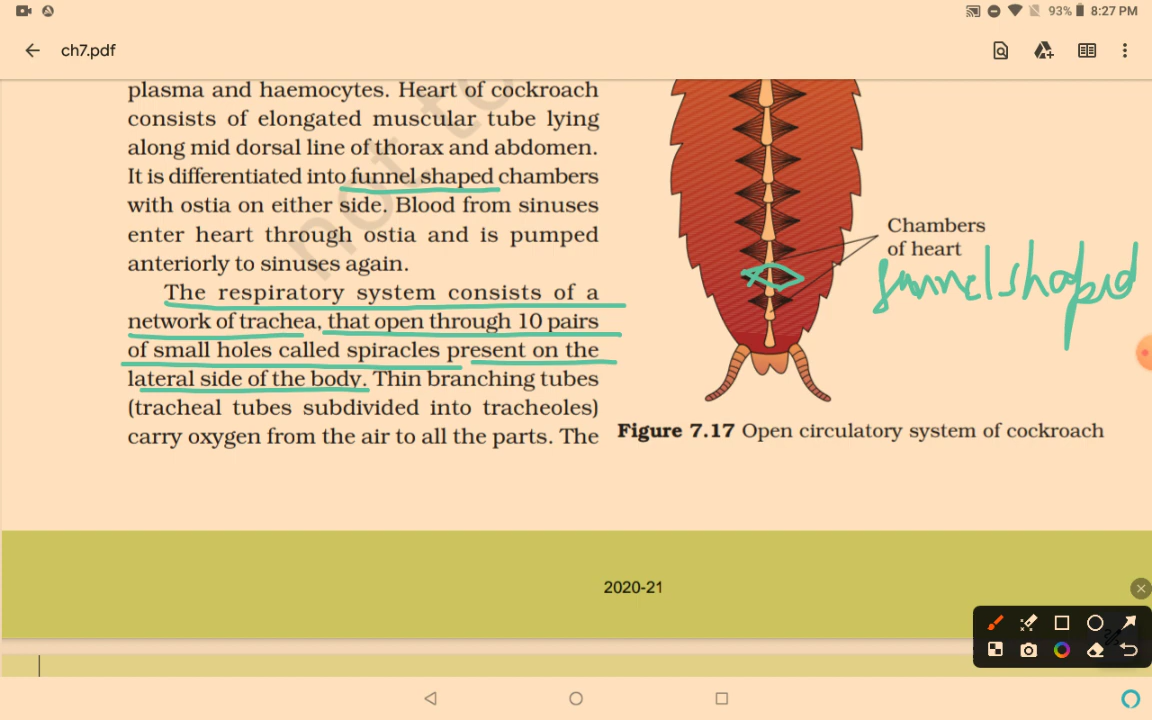 93% 8:27 PM
ch7.pdf
plasma and haemocytes. Heart of cockroach
consists of elongated muscular tube lying
along mid dorsal line of thorax and abdomen.
It is differentiated into funnel shaped chambers
with ostia on either side. Blood from sinuses
enter heart through ostia and is pumped
anteriorly to sinuses again.
The respiratory system consists of a
network of trachea, that open through 10 pairs
of small holes called spiracles present on the
lateral side of the body. Thin branching tubes
(tracheal tubes subdivided into tracheoles)
carry oxygen from the air to all the parts. The
not to
Chambers
of heart
funnel shaped
Figure 7.17 Open circulatory system of cockroach
2020-21